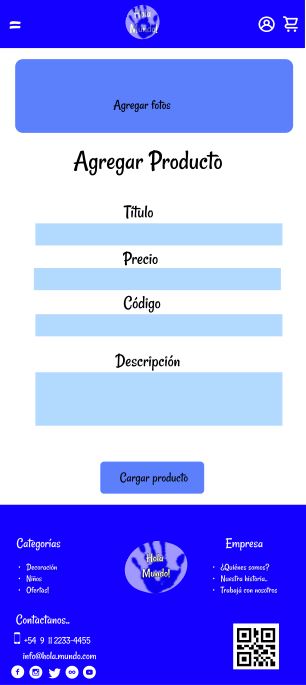 Hola
Mundo!
Agregar fotos
Agregar Producto
Título
Precio
Código
Descripción
Cargar producto
Categorías
• Decoración
• Niños
• Ofertas!
Hola
Mundo!
Empresa
• ¿Quiénes somos?
• Nuestra historia..
• Trabajá con nosotros
Contactanos..
+54 9 11 2233-4455
info@hola.mundo.com